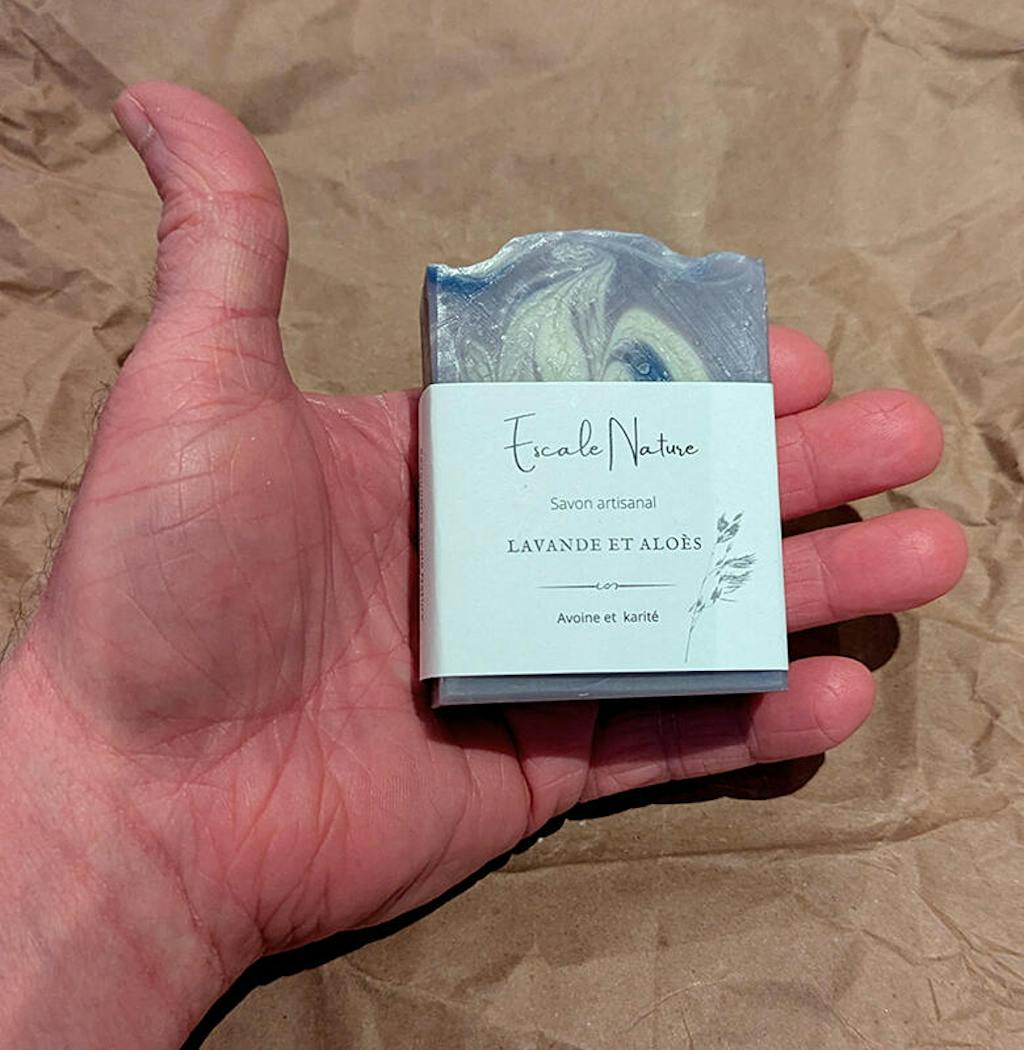 Escale Nature
Savon artisanal
LAVANDE ET ALOÈS
Avoine et karité